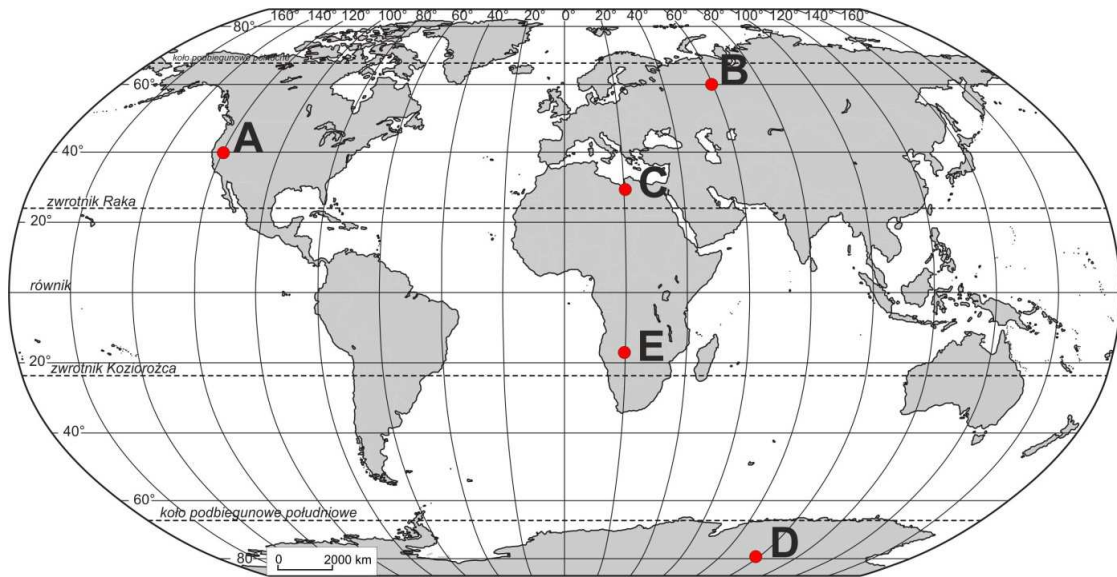 160° 140° 120° 100° 80° 60° 40° 20° 0° 20° 40° 60° 80° 100° 120° 140° 160°
80°
koło podbiegunowe północne
60°
B
A
40°
C
zwrotnik Raka
20°
równik
E
20°
zwrotnik Koziorożca
40°
60°
koło podbiegunowe południowe
D
80°
0 2000 km